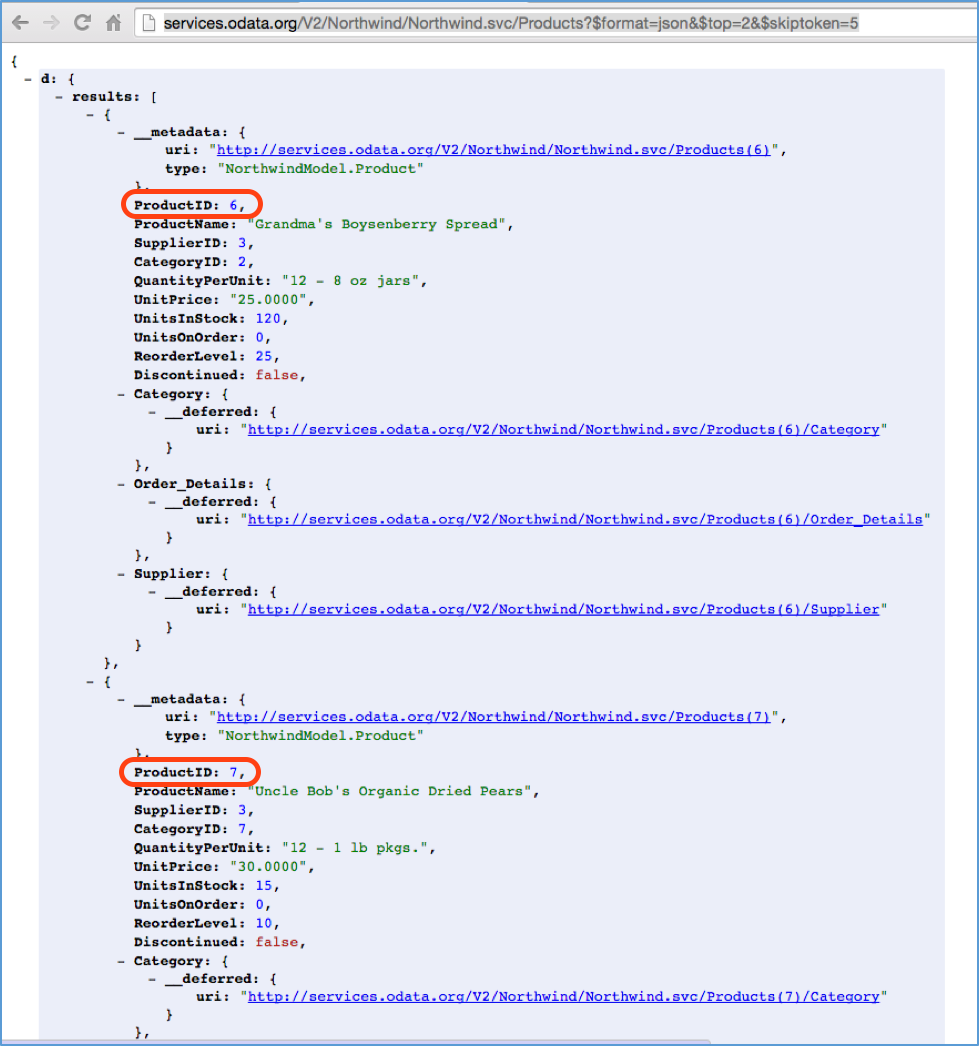 services.odata.org/V2/Northwind/Northwind.svc/Products?$format=json&$top=2&$skiptoken=5
{
- d: {
- results: [
- {
- __metadata: {
uri: "http://services.odata.org/V2/Northwind/Northwind.svc/Products(6)",
type: "NorthwindModel.Product"
},
ProductID: 6,
ProductName: "Grandma's Boysenberry Spread",
SupplierID: 3,
CategoryID: 2,
QuantityPerUnit: "12 - 8 oz jars",
UnitPrice: "25.0000",
UnitsInStock: 120,
UnitsOnOrder: 0,
ReorderLevel: 25,
Discontinued: false,
- Category: {
- __deferred: {
uri: "http://services.odata.org/V2/Northwind/Northwind.svc/Products(6)/Category"
}
},
- Order_Details: {
- __deferred: {
uri: "http://services.odata.org/V2/Northwind/Northwind.svc/Products(6)/Order_Details"
}
},
- Supplier: {
- __deferred: {
uri: "http://services.odata.org/V2/Northwind/Northwind.svc/Products(6)/Supplier"
}
}
},
- {
- __metadata: {
uri: "http://services.odata.org/V2/Northwind/Northwind.svc/Products(7)",
type: "NorthwindModel.Product"
},
ProductID: 7,
ProductName: "Uncle Bob's Organic Dried Pears",
SupplierID: 3,
CategoryID: 7,
QuantityPerUnit: "12 - 1 lb pkgs.",
UnitPrice: "30.0000",
UnitsInStock: 15,
UnitsOnOrder: 0,
ReorderLevel: 10,
Discontinued: false,
- Category: {
- __deferred: {
uri: "http://services.odata.org/V2/Northwind/Northwind.svc/Products(7)/Category"
}
},